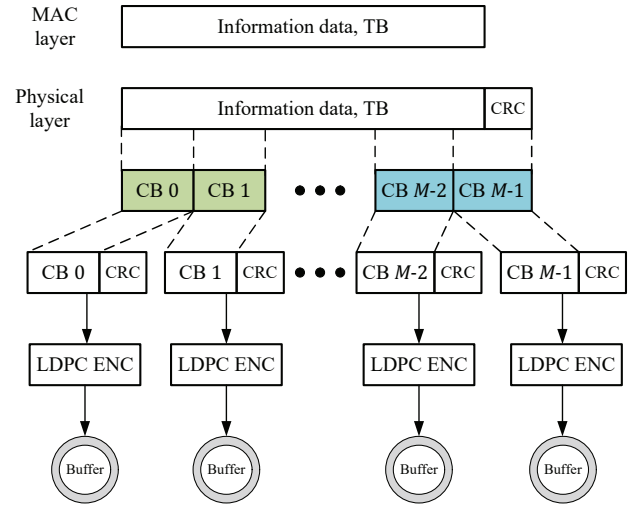 MAC
layer
Information data, TB
Physical
layer
Information data, TB
CRC
CB 0
CB 1
CB M-2
CB M-1
CB 0
CRC
CB 1
CRC
CB M-2
CRC
CB M-1
CRC
LDPC ENC
LDPC ENC
LDPC ENC
LDPC ENC
Buffer
Buffer
Buffer
Buffer